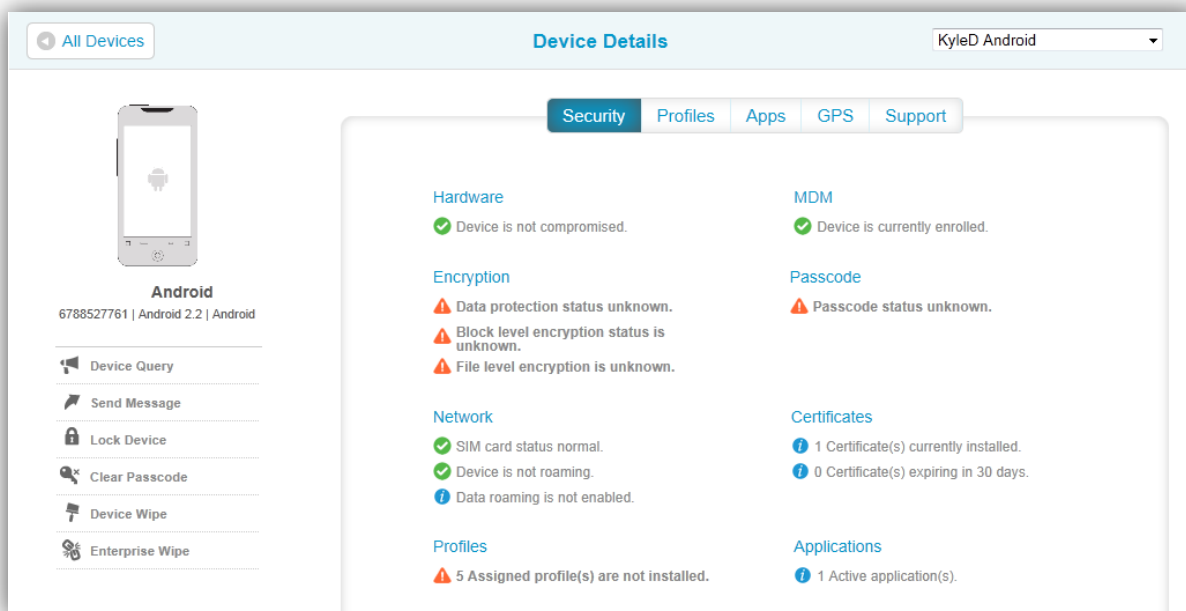 All Devices
Device Details
KyleD Android
Security Profiles Apps GPS Support
Android
6788527761 | Android 2.2 | Android
Device Query
Send Message
Lock Device
Clear Passcode
Device Wipe
Enterprise Wipe
Hardware
Device is not compromised.
MDM
Device is currently enrolled.
Encryption
Data protection status unknown.
Block level encryption status is
unknown.
File level encryption is unknown.
Passcode
Passcode status unknown.
Network
SIM card status normal.
Device is not roaming.
Data roaming is not enabled.
Certificates
1 Certificate(s) currently installed.
0 Certificate(s) expiring in 30 days.
Profiles
5 Assigned profile(s) are not installed.
Applications
1 Active application(s).